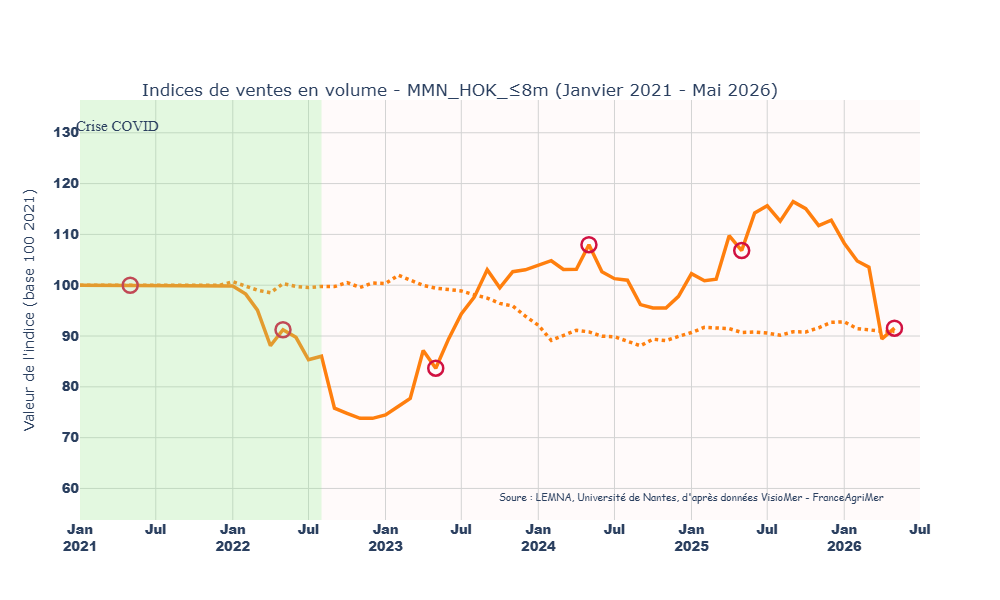 Indices de ventes en volume - MMN_HOK_≤8m (Janvier 2021 - Mai 2026)
Crise COVID
Valeur de l'indice (base 100 2021)
130
120
110
100
90
80
70
60
Soure : LEMNA, Université de Nantes, d'après données VisioMer - FranceAgriMer
Jan Jul Jan Jul Jan Jul Jan Jul Jan Jul Jan Jul
2021 2022 2023 2024 2025 2026